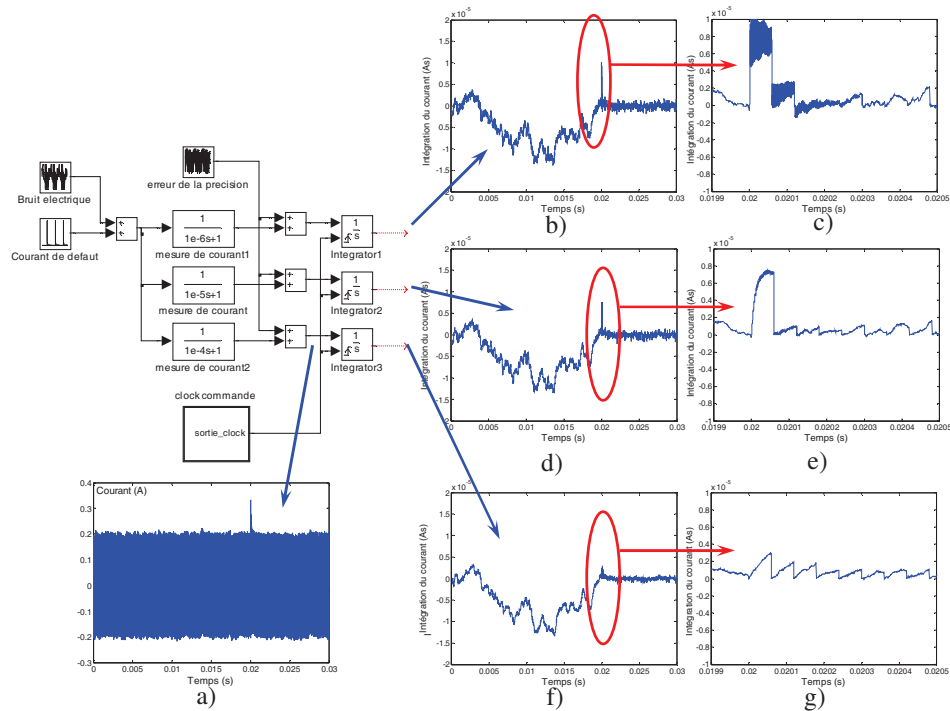 Bruit electrique
Courant de defaut
erreur de la precision
1
1e-6s+1
mesure de courant1
1
1e-5s+1
mesure de courant
1
1e-4s+1
mesure de courant2
1
s
Integrator1
1
s
Integrator2
1
s
Integrator3
clock commande
sortie_clock
Courant (A)
0.4
0.3
0.2
0.1
0
-0.1
-0.2
-0.3
0 0.005 0.01 0.015 0.02 0.025 0.03
Temps (s)
a)
x 10⁻⁵
Intégration du courant (As)
2
1.5
1
0.5
0
-0.5
-1
-1.5
-2
0 0.005 0.01 0.015 0.02 0.025 0.03
Temps (s)
b)
x 10⁻⁵
Intégration du courant (As)
1
0.8
0.6
0.4
0.2
0
-0.2
-0.4
-0.6
-0.8
-1
0.0199 0.02 0.0201 0.0202 0.0203 0.0204 0.0205
Temps (s)
c)
x 10⁻⁵
Intégration du courant (As)
2
1.5
1
0.5
0
-0.5
-1
-1.5
-2
0 0.005 0.01 0.015 0.02 0.025 0.03
Temps (s)
d)
x 10⁻⁵
Intégration du courant (As)
1
0.8
0.6
0.4
0.2
0
-0.2
-0.4
-0.6
-0.8
-1
0.0199 0.02 0.0201 0.0202 0.0203 0.0204 0.0205
Temps (s)
e)
x 10⁻⁵
Intégration du courant (As)
2
1.5
1
0.5
0
-0.5
-1
-1.5
-2
0 0.005 0.01 0.015 0.02 0.025 0.03
Temps (s)
f)
x 10⁻⁵
Intégration du courant (As)
1
0.8
0.6
0.4
0.2
0
-0.2
-0.4
-0.6
-0.8
-1
0.0199 0.02 0.0201 0.0202 0.0203 0.0204 0.0205
Temps (s)
g)